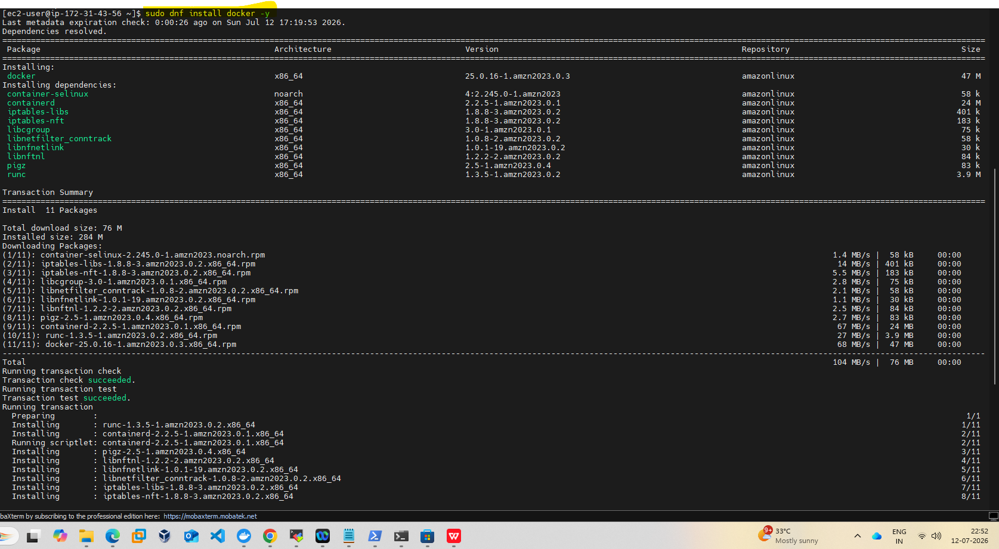 [ec2-user@ip-172-31-43-56 ~]$ sudo dnf install docker -y
Last metadata expiration check: 0:00:26 ago on Sun Jul 12 17:19:53 2026.
Dependencies resolved.
================================================================================
Package Architecture Version Repository Size
================================================================================
Installing:
docker x86_64 25.0.16-1.amzn2023.0.3 amazonlinux 47 M
Installing dependencies:
container-selinux noarch 4:2.245.0-1.amzn2023 amazonlinux 58 k
containerd x86_64 2.2.5-1.amzn2023.0.1 amazonlinux 24 M
iptables-libs x86_64 1.8.8-3.amzn2023.0.2 amazonlinux 401 k
iptables-nft x86_64 1.8.8-3.amzn2023.0.2 amazonlinux 183 k
libcgroup x86_64 3.0-1.amzn2023.0.1 amazonlinux 75 k
libnetfilter_conntrack x86_64 1.0.8-2.amzn2023.0.2 amazonlinux 58 k
libnfnetlink x86_64 1.0.1-19.amzn2023.0.2 amazonlinux 30 k
libnftnl x86_64 1.2.2-2.amzn2023.0.2 amazonlinux 84 k
pigz x86_64 2.5-1.amzn2023.0.4 amazonlinux 83 k
runc x86_64 1.3.5-1.amzn2023.0.2 amazonlinux 3.9 M
Transaction Summary
================================================================================
Install 11 Packages
Total download size: 76 M
Installed size: 284 M
Downloading Packages:
(1/11): container-selinux-2.245.0-1.amzn2023.noarch.rpm 1.4 MB/s | 58 kB 00:00
(2/11): iptables-libs-1.8.8-3.amzn2023.0.2.x86_64.rpm 14 MB/s | 401 kB 00:00
(3/11): iptables-nft-1.8.8-3.amzn2023.0.2.x86_64.rpm 5.5 MB/s | 183 kB 00:00
(4/11): libcgroup-3.0-1.amzn2023.0.1.x86_64.rpm 2.8 MB/s | 75 kB 00:00
(5/11): libnetfilter_conntrack-1.0.8-2.amzn2023.0.2.x86_64.rpm 2.1 MB/s | 58 kB 00:00
(6/11): libnfnetlink-1.0.1-19.amzn2023.0.2.x86_64.rpm 1.1 MB/s | 30 kB 00:00
(7/11): libnftnl-1.2.2-2.amzn2023.0.2.x86_64.rpm 2.5 MB/s | 84 kB 00:00
(8/11): pigz-2.5-1.amzn2023.0.4.x86_64.rpm 2.7 MB/s | 83 kB 00:00
(9/11): containerd-2.2.5-1.amzn2023.0.1.x86_64.rpm 67 MB/s | 24 MB 00:00
(10/11): runc-1.3.5-1.amzn2023.0.2.x86_64.rpm 27 MB/s | 3.9 MB 00:00
(11/11): docker-25.0.16-1.amzn2023.0.3.x86_64.rpm 68 MB/s | 47 MB 00:00
--------------------------------------------------------------------------------
Total 104 MB/s | 76 MB 00:00
Running transaction check
Transaction check succeeded.
Running transaction test
Transaction test succeeded.
Running transaction
Preparing : 1/1
Installing : runc-1.3.5-1.amzn2023.0.2.x86_64 1/11
Installing : containerd-2.2.5-1.amzn2023.0.1.x86_64 2/11
Running scriptlet: containerd-2.2.5-1.amzn2023.0.1.x86_64 2/11
Installing : pigz-2.5-1.amzn2023.0.4.x86_64 3/11
Installing : libnftnl-1.2.2-2.amzn2023.0.2.x86_64 4/11
Installing : libnfnetlink-1.0.1-19.amzn2023.0.2.x86_64 5/11
Installing : libnetfilter_conntrack-1.0.8-2.amzn2023.0.2.x86_64 6/11
Installing : iptables-libs-1.8.8-3.amzn2023.0.2.x86_64 7/11
Installing : iptables-nft-1.8.8-3.amzn2023.0.2.x86_64 8/11
baXterm by subscribing to the professional edition here: https://mobaxterm.mobatek.net
9+ 33°C
Mostly sunny
ENG
IN
22:52
12-07-2026